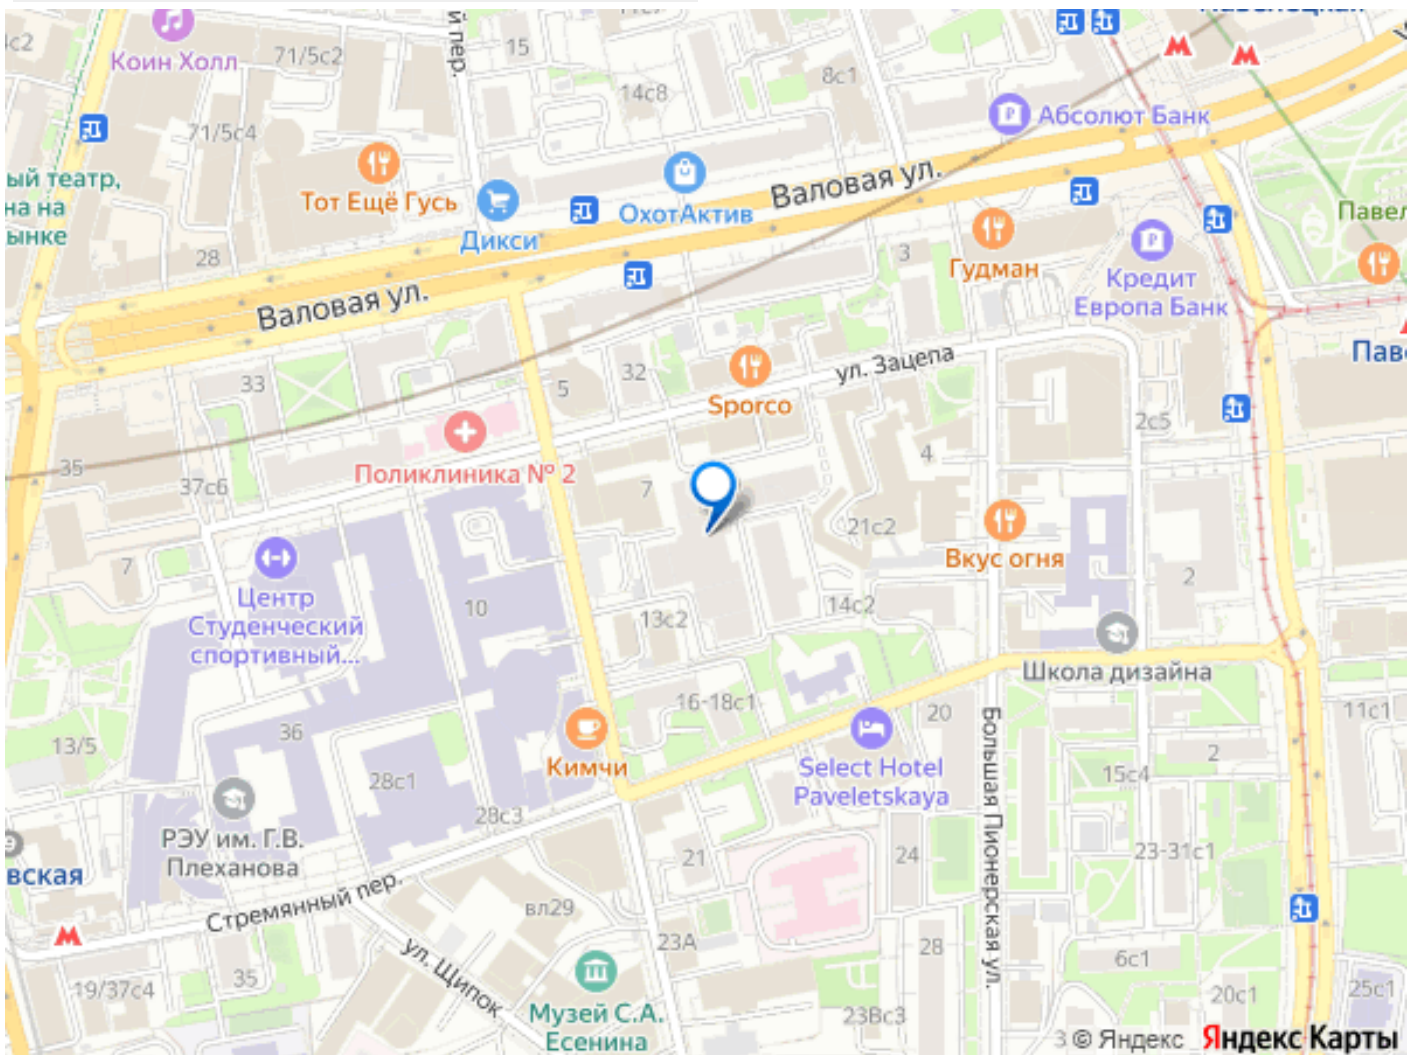 Коин Холл
71/5с2
15
й пер.
14с8
8с1
71/5с4
Абсолют Банк
ый театр,
на на
ынке
Тот Ещё Гусь
Дикси
ОхотАктив
Валовая ул.
28
3
Гудман
Кредит
Европа Банк
Павел
Валовая ул.
33
5
32
Sporco
ул. Зацепа
Пав
2с5
35
37с6
Поликлиника № 2
7
4
21с2
Вкус огня
7
Центр
Студенческий
спортивный...
10
13с2
14с2
2
Школа дизайна
16-18с1
20
11с1
13/5
36
Кимчи
28с1
28с3
Select Hotel
Paveletskaya
Большая Пионерская ул.
15с4
2
РЭУ им. Г.В.
Плеханова
вская
21
24
23-31с1
Стремянный пер.
вл29
23А
28
6с1
ул. Щипок
35
19/37с4
Музей С.А.
Есенина
23Вс3
20с1
25с1
3
© Яндекс
Яндекс Карты